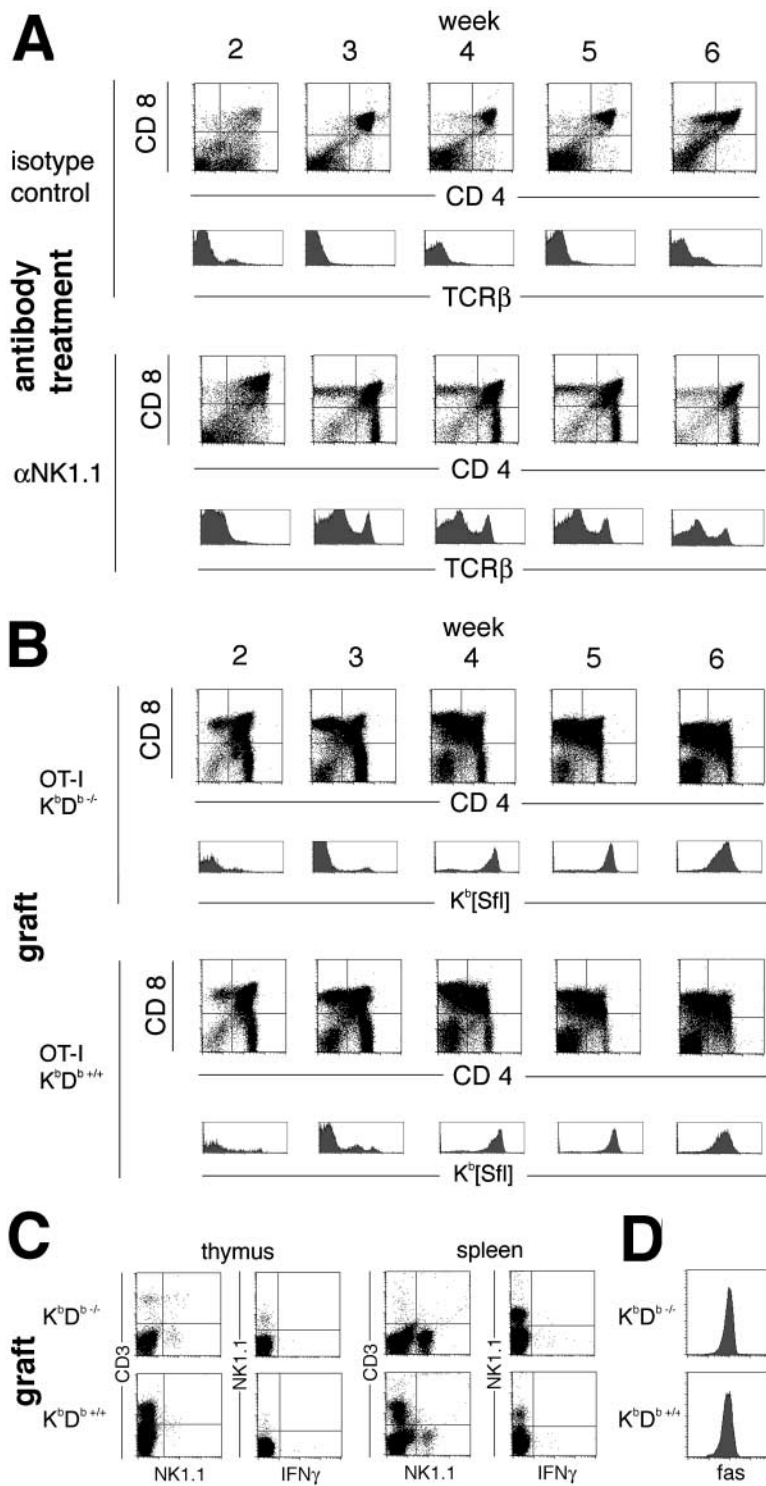 A
week
2 3 4 5 6
antibody treatment
isotype control
CD 8
CD 4
TCRβ
αNK1.1
CD 8
CD 4
TCRβ
B
week
2 3 4 5 6
graft
OT-I
KᵇDᵇ⁻/⁻
CD 8
CD 4
Kᵇ[Sfl]
OT-I
KᵇDᵇ⁺/⁺
CD 8
CD 4
Kᵇ[Sfl]
C
thymus spleen
graft
KᵇDᵇ⁻/⁻
CD3 NK1.1 CD3 NK1.1
KᵇDᵇ⁺/⁺
NK1.1 IFNγ NK1.1 IFNγ
D
KᵇDᵇ⁻/⁻
KᵇDᵇ⁺/⁺
fas